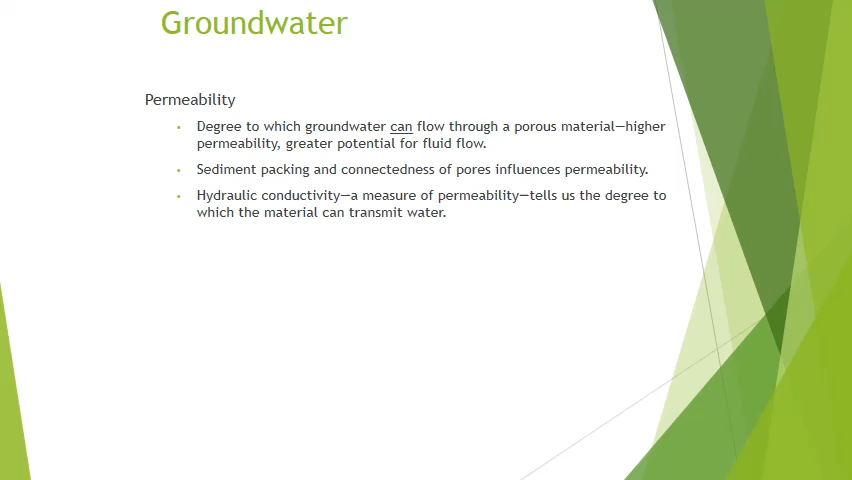 Groundwater
Permeability
• Degree to which groundwater can flow through a porous material—higher
permeability, greater potential for fluid flow.
• Sediment packing and connectedness of pores influences permeability.
• Hydraulic conductivity—a measure of permeability—tells us the degree to
which the material can transmit water.